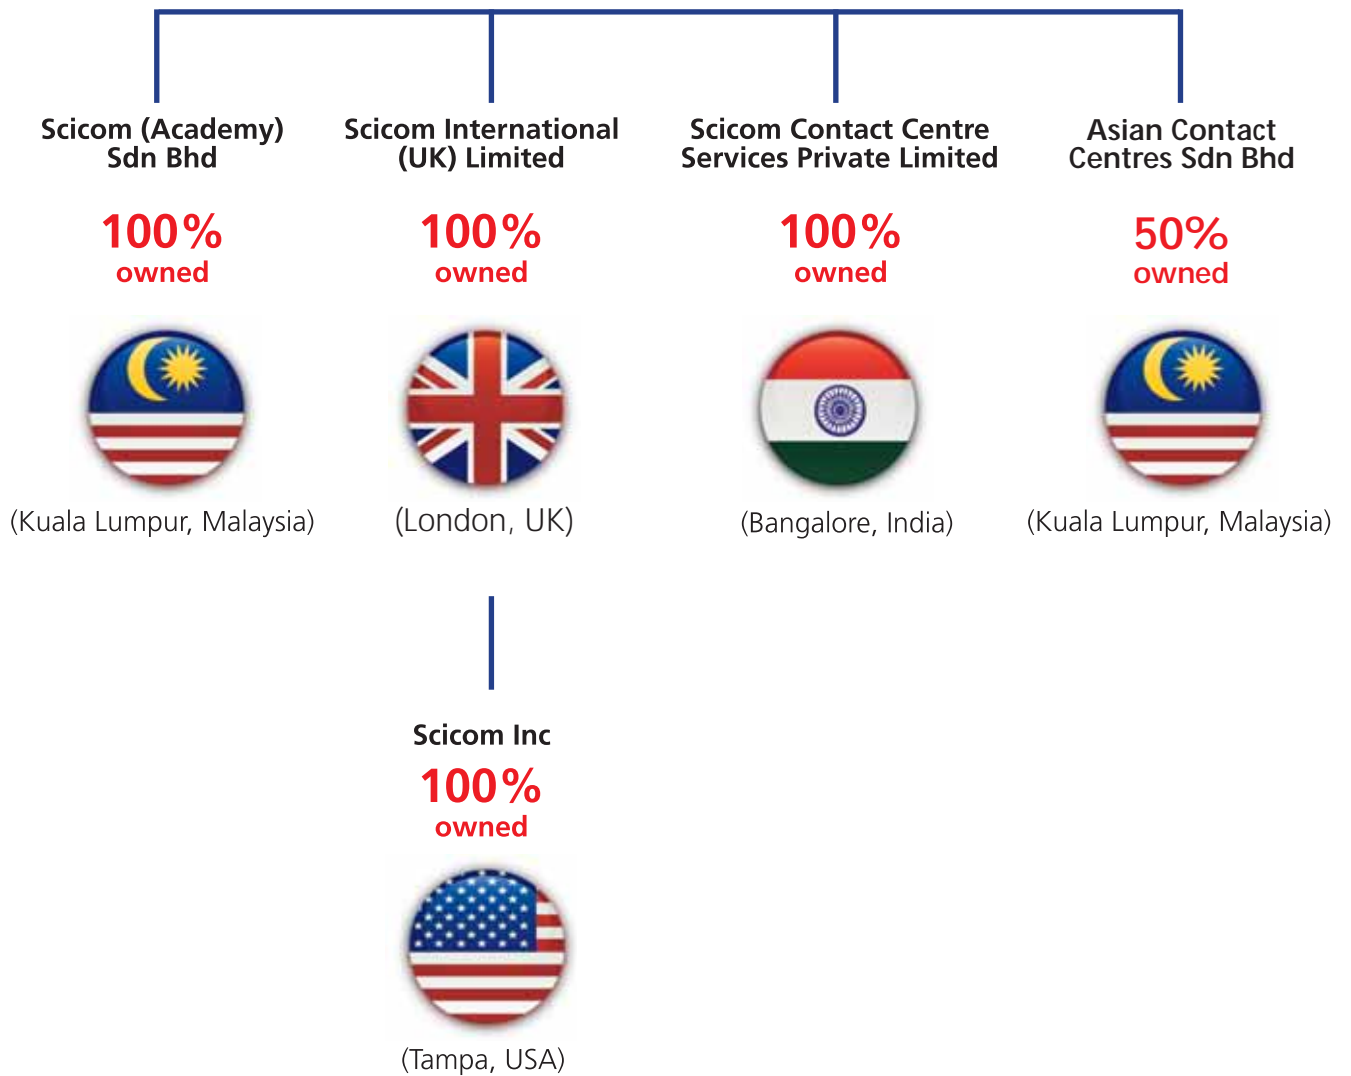 Scicom (Academy)
Sdn Bhd
100%
owned
(Kuala Lumpur, Malaysia)
Scicom International
(UK) Limited
100%
owned
(London, UK)
Scicom Contact Centre
Services Private Limited
100%
owned
(Bangalore, India)
Asian Contact
Centres Sdn Bhd
50%
owned
(Kuala Lumpur, Malaysia)
Scicom Inc
100%
owned
(Tampa, USA)